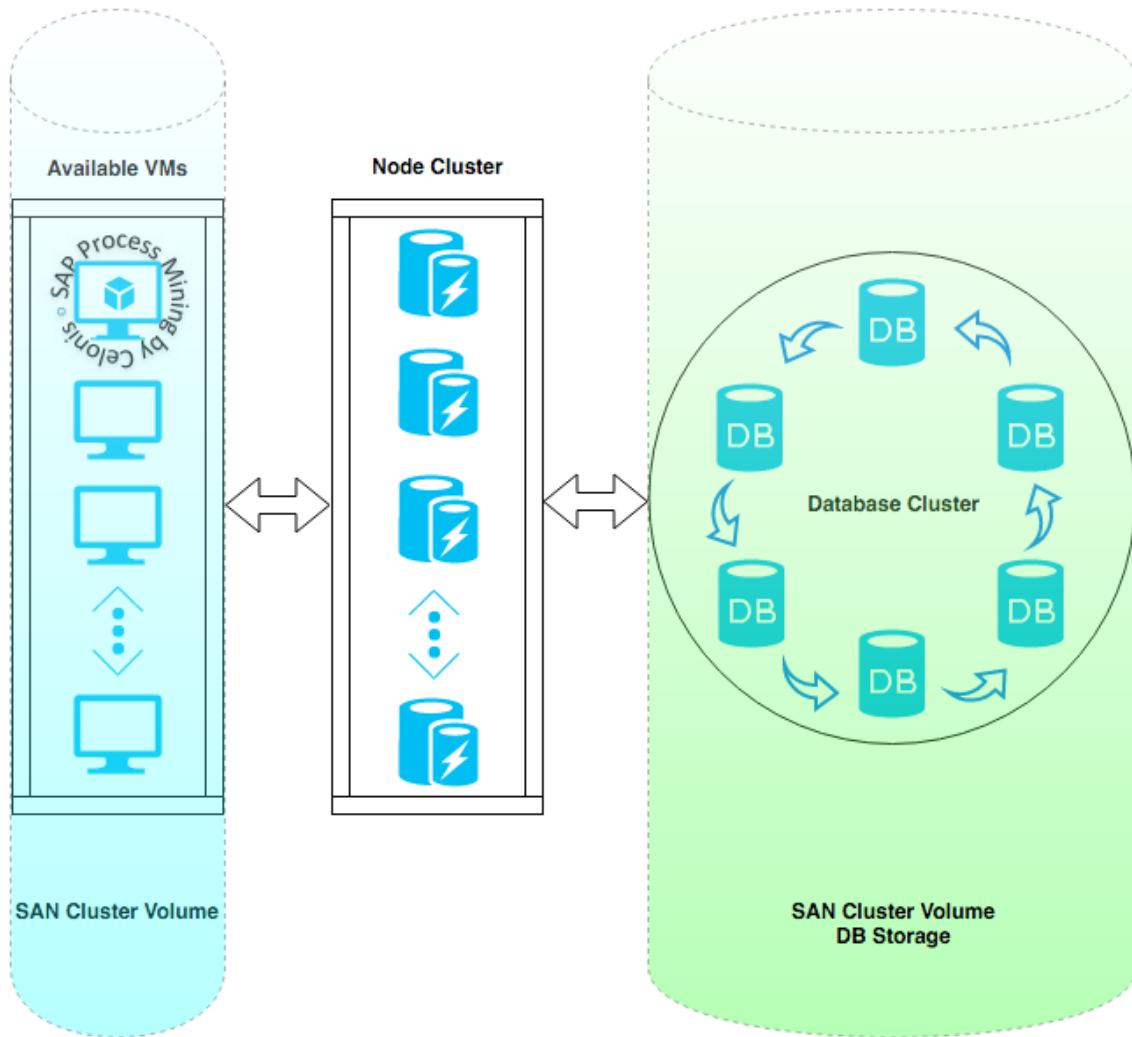 Available VMs
Node Cluster
SAP Process Mining by Celonis
DB
DB
DB
Database Cluster
DB
DB
DB
SAN Cluster Volume
SAN Cluster Volume
DB Storage